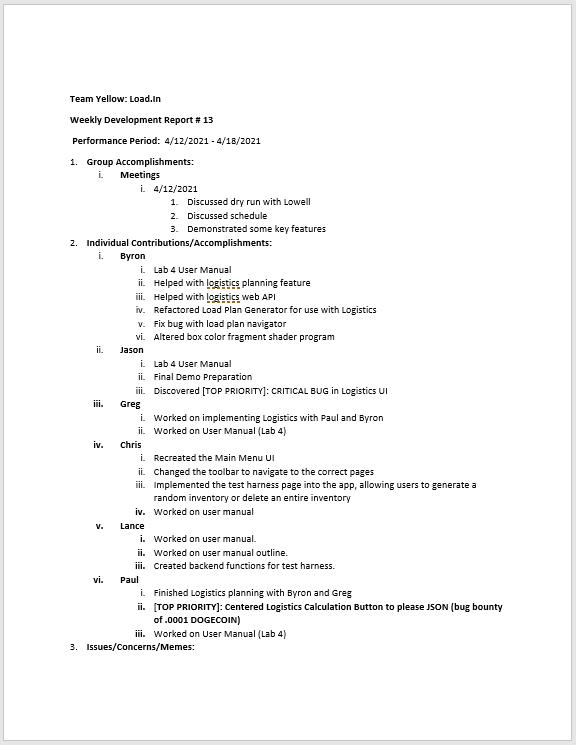 Team Yellow: Load.In
Weekly Development Report # 13
Performance Period: 4/12/2021 - 4/18/2021
1. Group Accomplishments:
i. Meetings
i. 4/12/2021
1. Discussed dry run with Lowell
2. Discussed schedule
3. Demonstrated some key features
2. Individual Contributions/Accomplishments:
i. Byron
i. Lab 4 User Manual
ii. Helped with logistics planning feature
iii. Helped with logistics web API
iv. Refactored Load Plan Generator for use with Logistics
v. Fix bug with load plan navigator
vi. Altered box color fragment shader program
ii. Jason
i. Lab 4 User Manual
ii. Final Demo Preparation
iii. Discovered [TOP PRIORITY]: CRITICAL BUG in Logistics UI
iii. Greg
i. Worked on implementing Logistics with Paul and Byron
ii. Worked on User Manual (Lab 4)
iv. Chris
i. Recreated the Main Menu UI
ii. Changed the toolbar to navigate to the correct pages
iii. Implemented the test harness page into the app, allowing users to generate a
random inventory or delete an entire inventory
iv. Worked on user manual
v. Lance
i. Worked on user manual.
ii. Worked on user manual outline.
iii. Created backend functions for test harness.
vi. Paul
i. Finished Logistics planning with Byron and Greg
ii. [TOP PRIORITY]: Centered Logistics Calculation Button to please JSON (bug bounty
of .0001 DOGECOIN)
iii. Worked on User Manual (Lab 4)
3. Issues/Concerns/Memes: